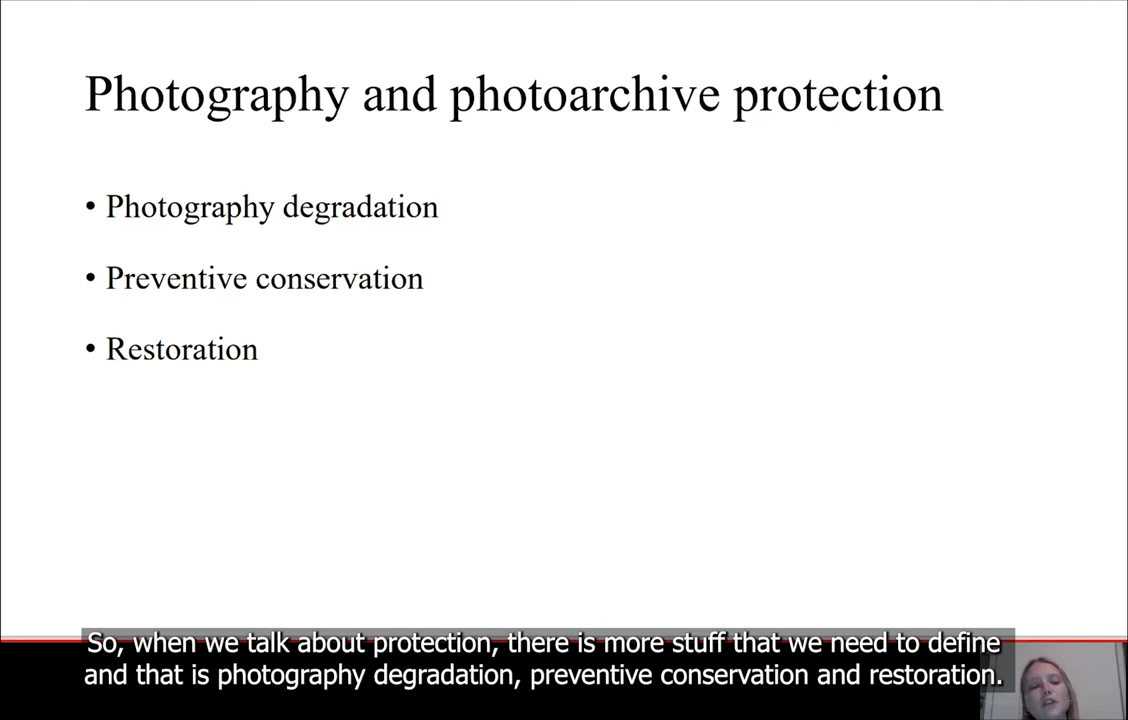 Photography and photoarchive protection
• Photography degradation
• Preventive conservation
• Restoration
So, when we talk about protection, there is more stuff that we need to define
and that is photography degradation, preventive conservation and restoration.